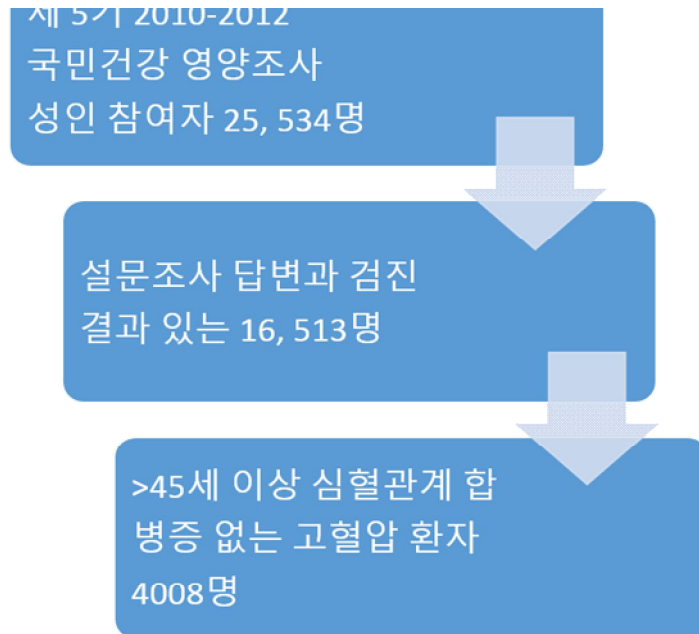 제 5기 2010-2012
국민건강 영양조사
성인 참여자 25, 534명
설문조사 답변과 검진
결과 있는 16, 513명
>45세 이상 심혈관계 합
병증 없는 고혈압 환자
4008명